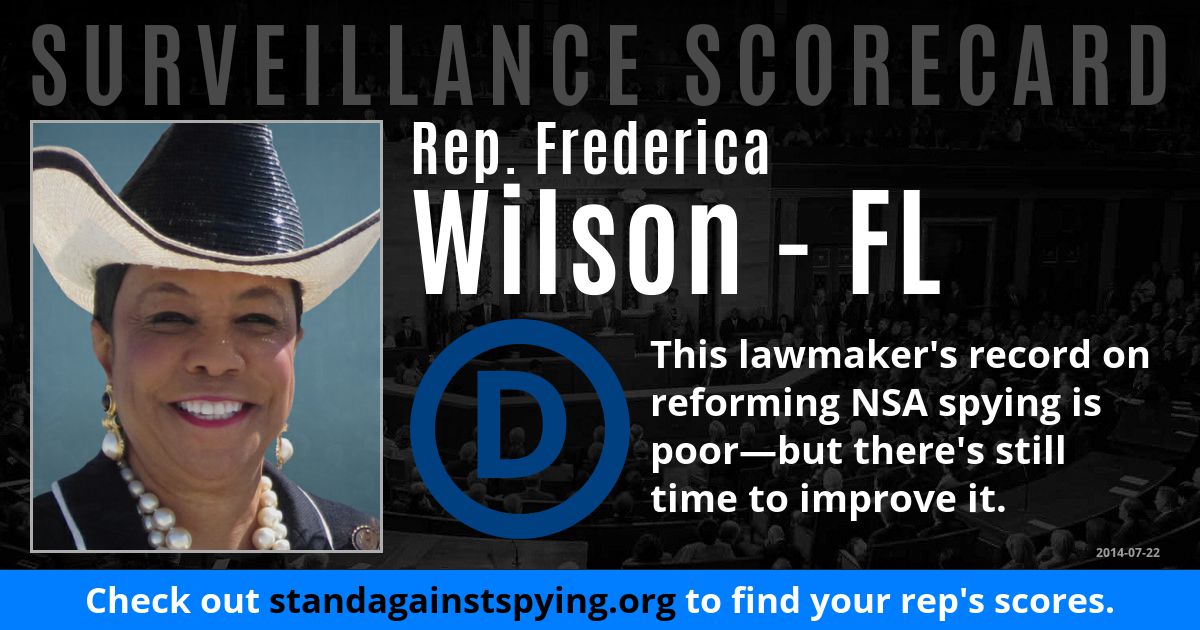 SURVEILLANCE SCORECARD
Rep. Frederica
Wilson - FL
D
This lawmaker's record on
reforming NSA spying is
poor—but there's still
time to improve it.
2014-07-22
Check out standagainstspying.org to find your rep's scores.